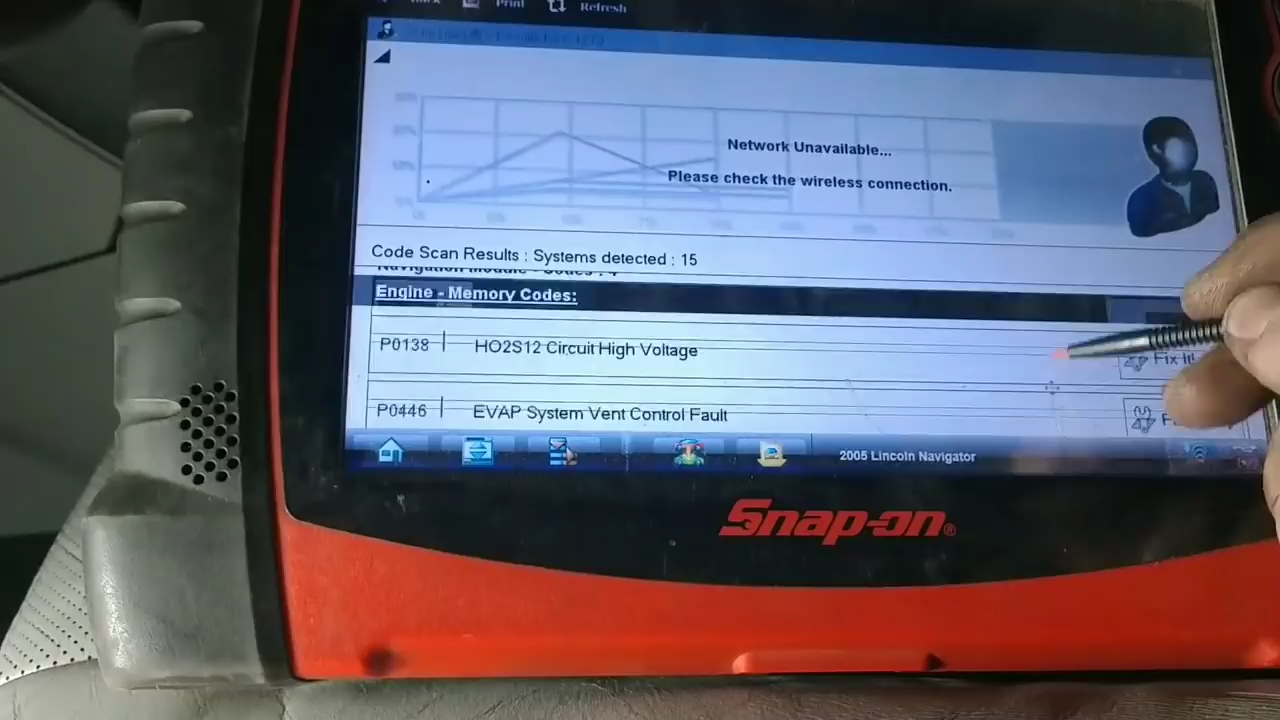 Print
Refresh
Network Unavailable...
Please check the wireless connection.
Code Scan Results : Systems detected : 15
Navigation Module - Codes :
Engine - Memory Codes:
P0138
HO2S12 Circuit High Voltage
Fix It!
P0446
EVAP System Vent Control Fault
2005 Lincoln Navigator
Snap-on®